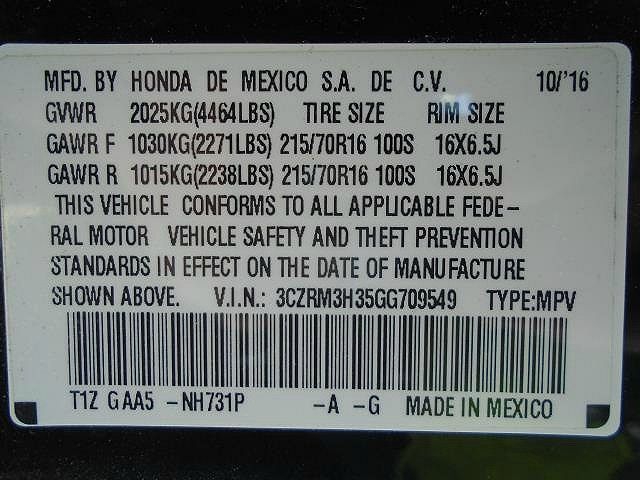 MFD. BY HONDA DE MEXICO S.A. DE C.V. 10/'16
GVWR 2025KG(4464LBS) TIRE SIZE RIM SIZE
GAWR F 1030KG(2271LBS) 215/70R16 100S 16X6.5J
GAWR R 1015KG(2238LBS) 215/70R16 100S 16X6.5J
THIS VEHICLE CONFORMS TO ALL APPLICABLE FEDE-
RAL MOTOR VEHICLE SAFETY AND THEFT PREVENTION
STANDARDS IN EFFECT ON THE DATE OF MANUFACTURE
SHOWN ABOVE. V.I.N.: 3CZRM3H35GG709549 TYPE:MPV
T1Z GAA5 -NH731P -A -G MADE IN MEXICO